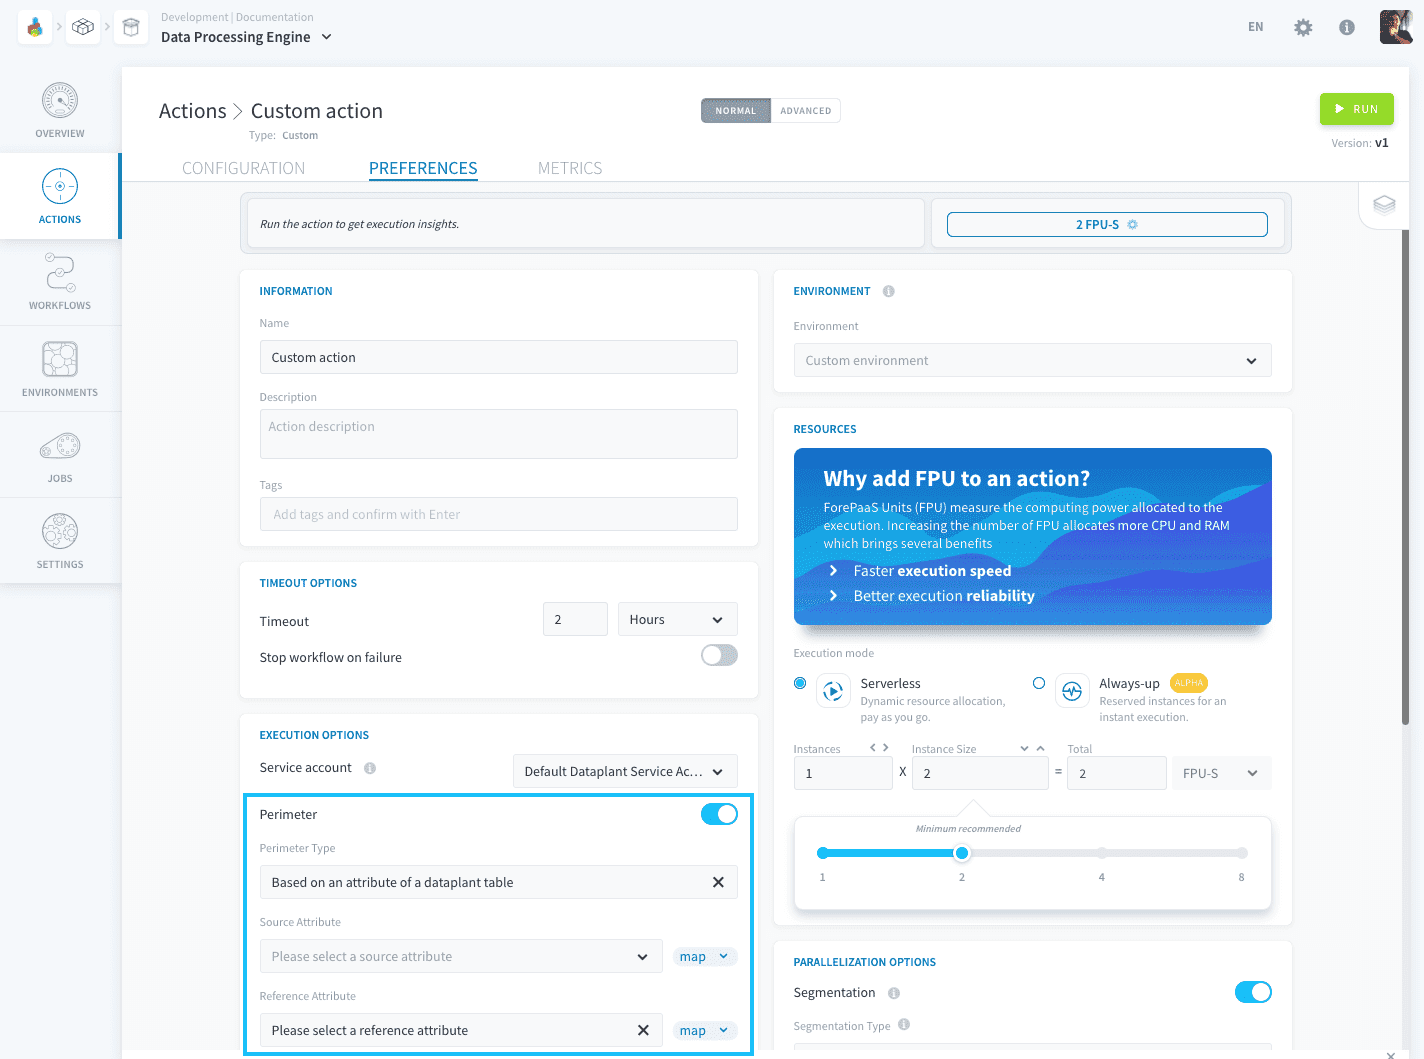 Development | Documentation
Data Processing Engine
EN
OVERVIEW
ACTIONS
WORKFLOWS
ENVIRONMENTS
JOBS
SETTINGS
Actions > Custom action
Type: Custom
NORMAL ADVANCED
RUN
Version: v1
CONFIGURATION PREFERENCES METRICS
Run the action to get execution insights.
2 FPU-S
INFORMATION
Name
Custom action
Description
Action description
Tags
Add tags and confirm with Enter
TIMEOUT OPTIONS
Timeout 2 Hours
Stop workflow on failure
EXECUTION OPTIONS
Service account Default Dataplant Service Ac...
Perimeter
Perimeter Type
Based on an attribute of a dataplant table
Source Attribute
Please select a source attribute map
Reference Attribute
Please select a reference attribute map
ENVIRONMENT
Environment
Custom environment
RESOURCES
Why add FPU to an action?
ForePaaS Units (FPU) measure the computing power allocated to the
execution. Increasing the number of FPU allocates more CPU and RAM
which brings several benefits
Faster execution speed
Better execution reliability
Execution mode
Serverless
Dynamic resource allocation,
pay as you go.
Always-up ALPHA
Reserved instances for an
instant execution.
Instances Instance Size Total
1 X 2 = 2 FPU-S
Minimum recommended
1 2 4 8
PARALLELIZATION OPTIONS
Segmentation
Segmentation Type